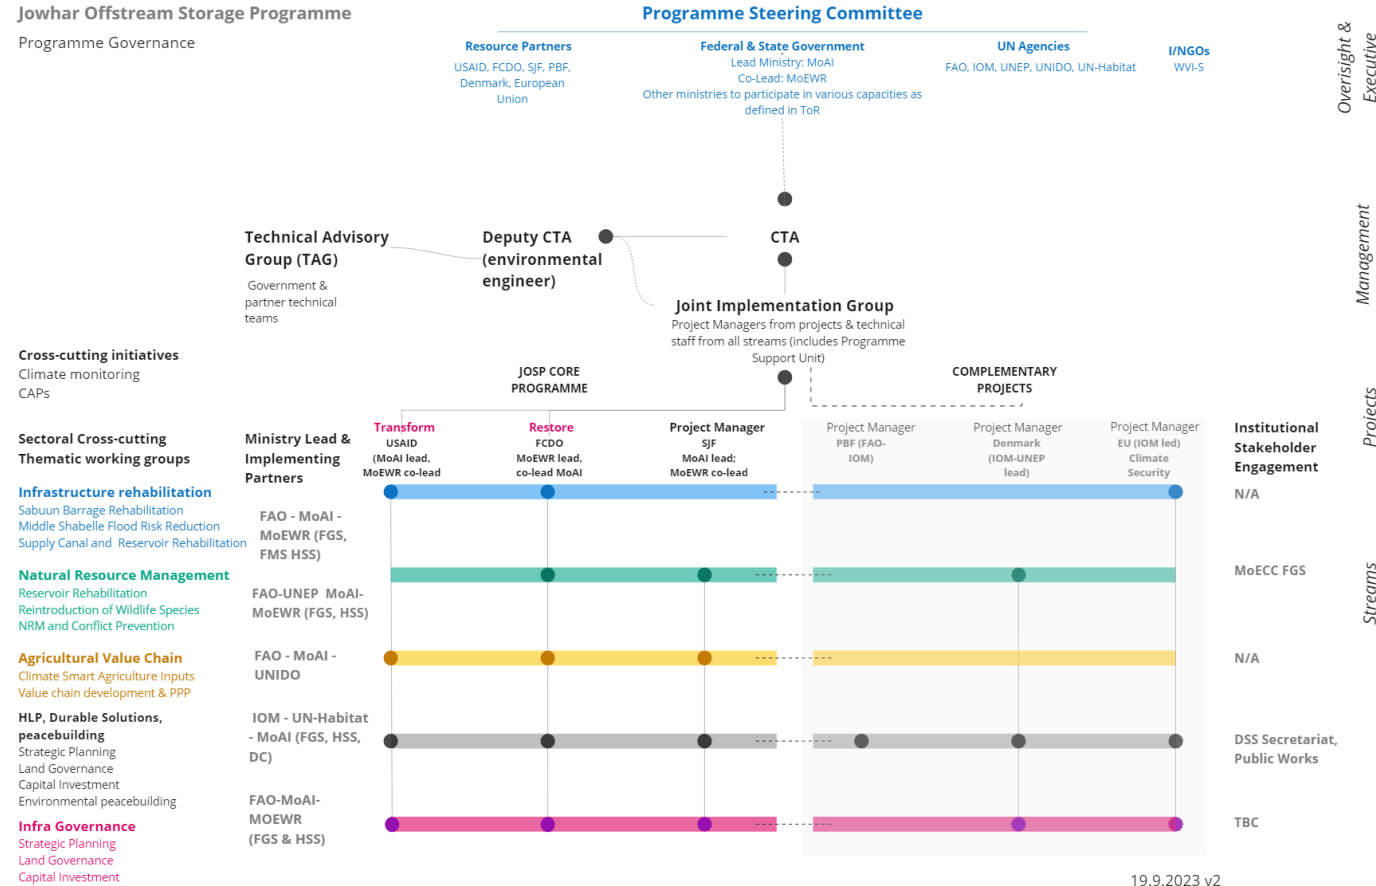 Jowhar Offstream Storage Programme
Programme Governance
Programme Steering Committee
Resource Partners
USAID, FCDO, SJF, PBF,
Denmark, European
Union
Federal & State Government
Lead Ministry: MoAI
Co-Lead: MoEWR
Other ministries to participate in various capacities as
defined in ToR
UN Agencies
FAO, IOM, UNEP, UNIDO, UN-Habitat
I/NGOs
WVI-S
Overisight &
Executive
Technical Advisory
Group (TAG)
Government &
partner technical
teams
Deputy CTA
(environmental
engineer)
CTA
Management
Joint Implementation Group
Project Managers from projects & technical
staff from all streams (includes Programme
Support Unit)
Cross-cutting initiatives
Climate monitoring
CAPs
JOSP CORE
PROGRAMME
COMPLEMENTARY
PROJECTS
Projects
Sectoral Cross-cutting
Thematic working groups
Ministry Lead &
Implementing
Partners
Transform
USAID
(MoAI lead,
MoEWR co-lead
Restore
FCDO
MoEWR lead,
co-lead MoAI
Project Manager
SJF
MoAI lead;
MoEWR co-lead
Project Manager
PBF (FAO-
IOM)
Project Manager
Denmark
(IOM-UNEP
lead)
Project Manager
EU (IOM led)
Climate
Security
Institutional
Stakeholder
Engagement
Infrastructure rehabilitation
Sabuun Barrage Rehabilitation
Middle Shabelle Flood Risk Reduction
Supply Canal and Reservoir Rehabilitation
FAO - MoAI -
MoEWR (FGS,
FMS HSS)
N/A
Natural Resource Management
Reservoir Rehabilitation
Reintroduction of Wildlife Species
NRM and Conflict Prevention
FAO-UNEP MoAI-
MoEWR (FGS, HSS)
MoECC FGS
Streams
Agricultural Value Chain
Climate Smart Agriculture Inputs
Value chain development & PPP
FAO - MoAI -
UNIDO
N/A
HLP, Durable Solutions,
peacebuilding
Strategic Planning
Land Governance
Capital Investment
Environmental peacebuilding
IOM - UN-Habitat
- MoAI (FGS, HSS,
DC)
DSS Secretariat,
Public Works
Infra Governance
Strategic Planning
Land Governance
Capital Investment
FAO-MoAI-
MOEWR
(FGS & HSS)
TBC
19.9.2023 v2